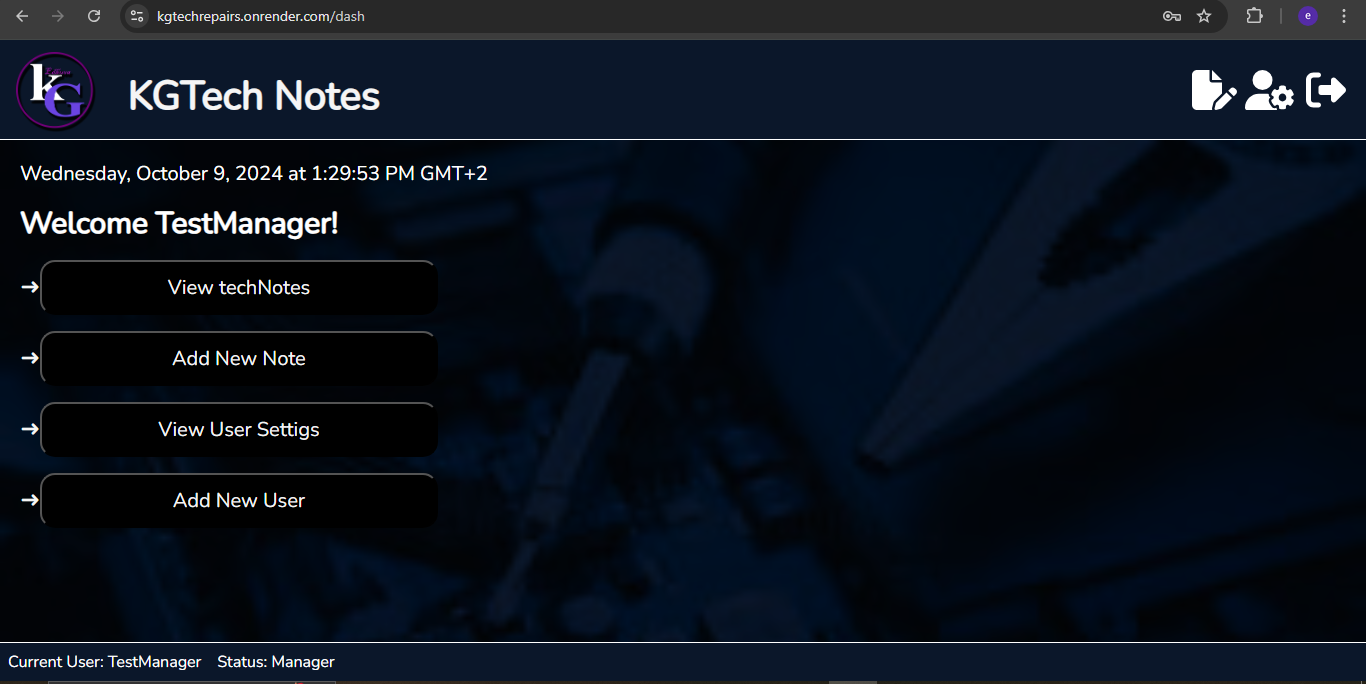 kgtechrepairs.onrender.com/dash
e
KG
KGTech Notes
Wednesday, October 9, 2024 at 1:29:53 PM GMT+2
Welcome TestManager!
➜ View techNotes
➜ Add New Note
➜ View User Settigs
➜ Add New User
Current User: TestManager Status: Manager